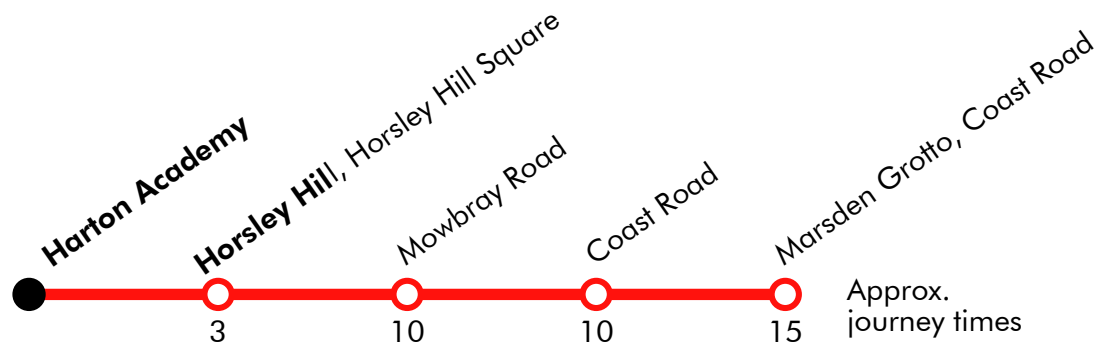 Harton Academy
Horsley Hill, Horsley Hill Square
Mowbray Road
Coast Road
Marsden Grotto, Coast Road
3
10
10
15
Approx.
journey times